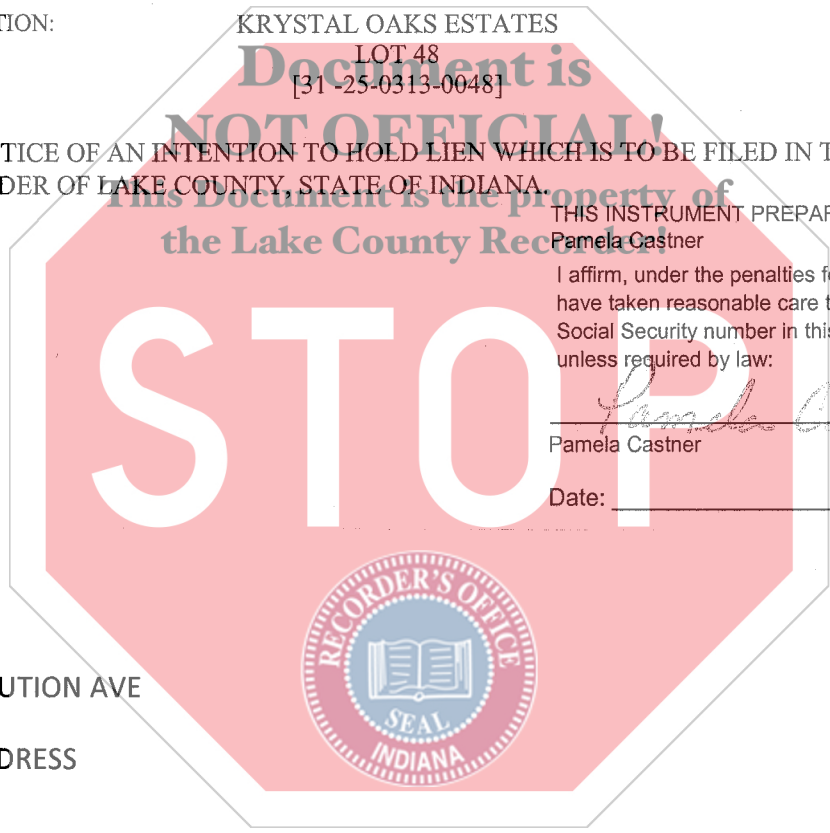 TION: KRYSTAL OAKS ESTATES
LOT 48
[31 -25-0313-0048]
Document is
NOT OFFICIAL!
This Document is the property of
the Lake County Recorder!
TICE OF AN INTENTION TO HOLD LIEN WHICH IS TO BE FILED IN T
DER OF LAKE COUNTY, STATE OF INDIANA.
THIS INSTRUMENT PREPAR
Pamela Castner
I affirm, under the penalties f
have taken reasonable care t
Social Security number in this
unless required by law:
Pamela C
Pamela Castner
Date:
STOP
RECORDER'S OFFICE
SEAL
INDIANA
UTION AVE
DRESS